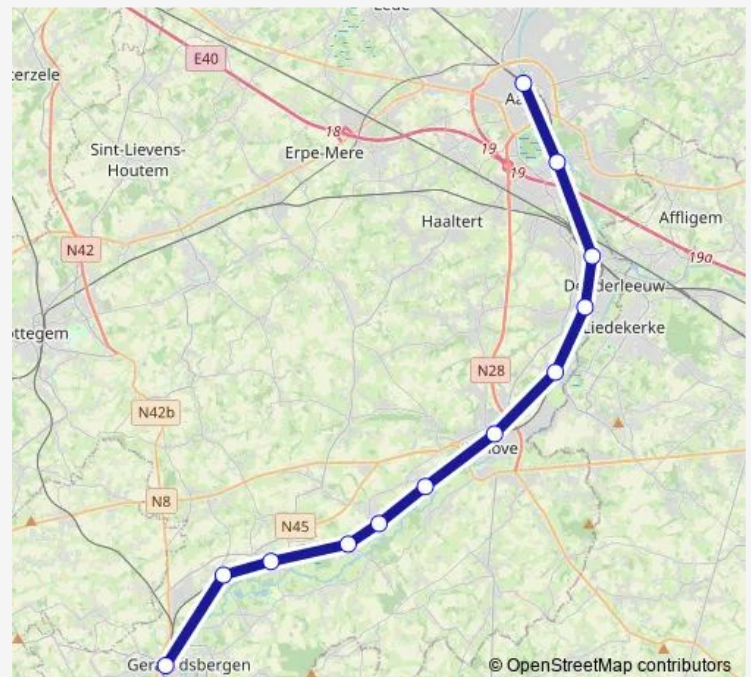 E40
18
Erpe-Mere
19
19
Sint-Lievens-
Houtem
Haaltert
Affligem
N42
19a
Liedekerke
N28
N42b
N8
N45
© OpenStreetMap contributors